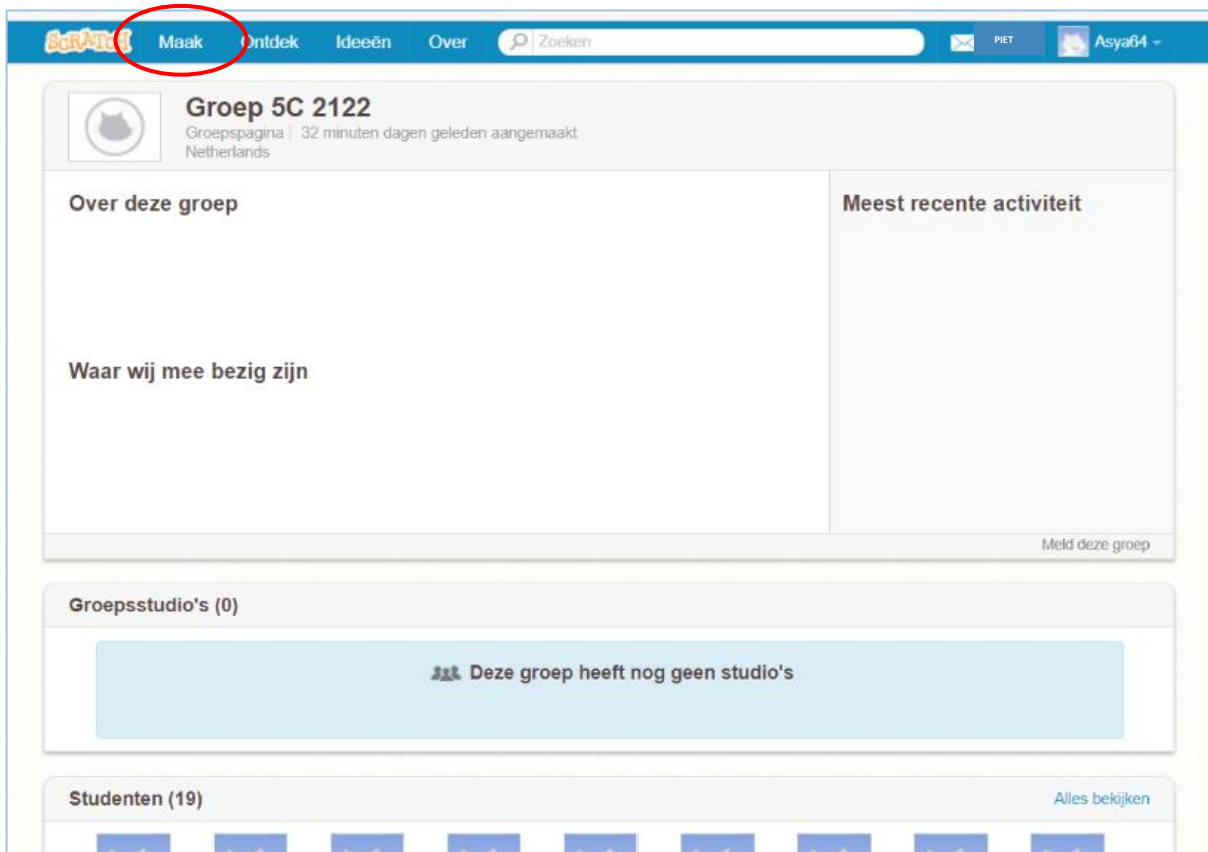 SCRATCH Maak Ontdek Ideeën Over Zoeken PIET Asya64
Groep 5C 2122
Groepspagina | 32 minuten dagen geleden aangemaakt
Netherlands
Over deze groep
Meest recente activiteit
Waar wij mee bezig zijn
Meld deze groep
Groepsstudio's (0)
Deze groep heeft nog geen studio's
Studenten (19)
Alles bekijken